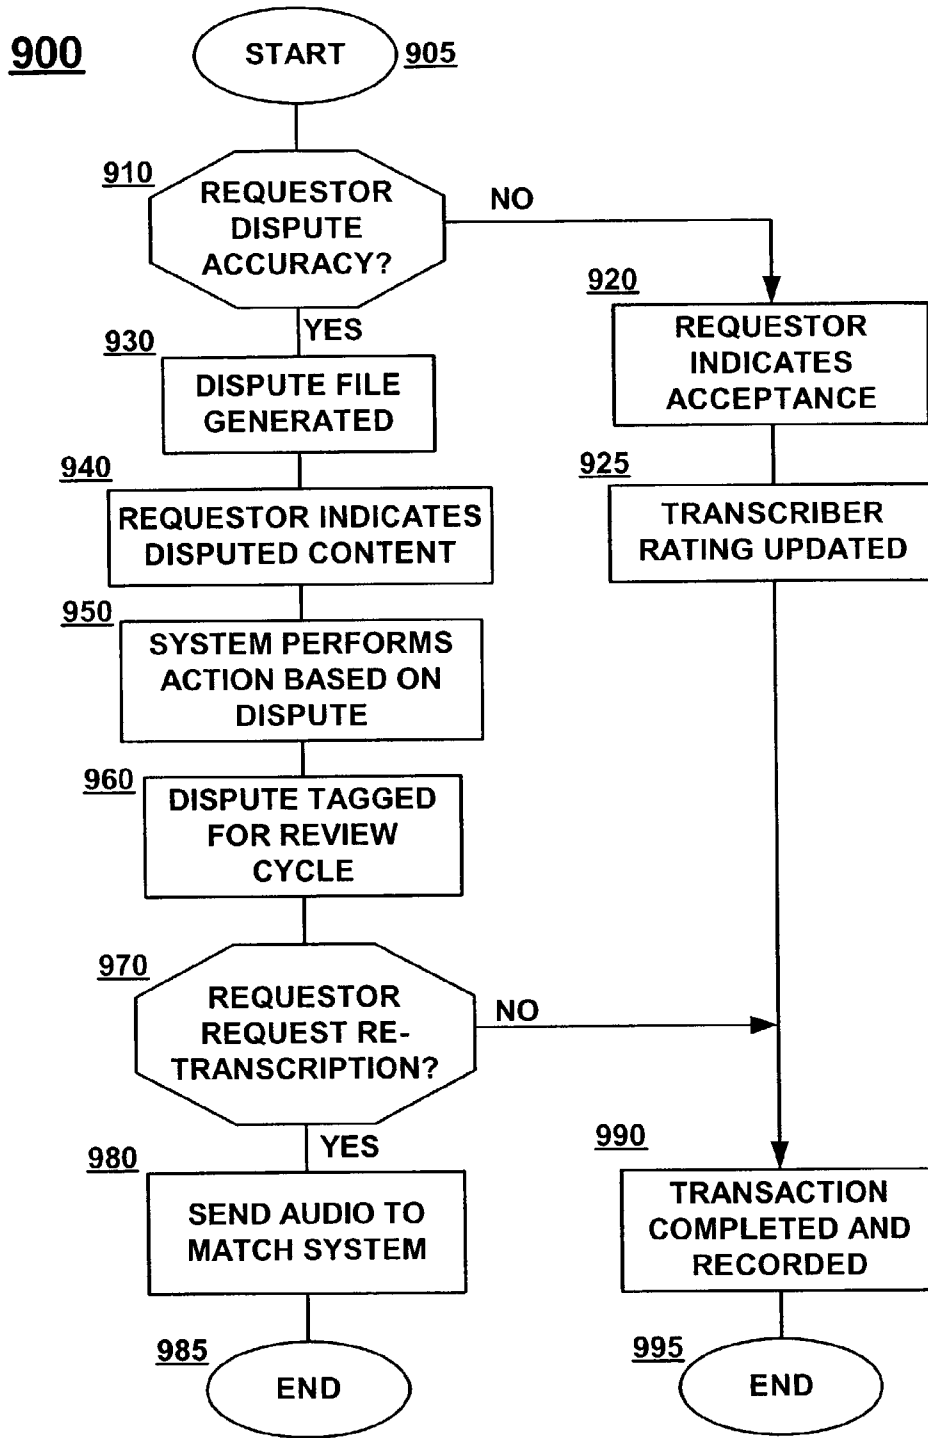 900
START
905
910
REQUESTOR
DISPUTE
ACCURACY?
NO
YES
920
REQUESTOR
INDICATES
ACCEPTANCE
925
TRANSCRIBER
RATING UPDATED
930
DISPUTE FILE
GENERATED
940
REQUESTOR INDICATES
DISPUTED CONTENT
950
SYSTEM PERFORMS
ACTION BASED ON
DISPUTE
960
DISPUTE TAGGED
FOR REVIEW
CYCLE
970
REQUESTOR
REQUEST RE-
TRANSCRIPTION?
NO
YES
980
SEND AUDIO TO
MATCH SYSTEM
985
END
990
TRANSACTION
COMPLETED AND
RECORDED
995
END